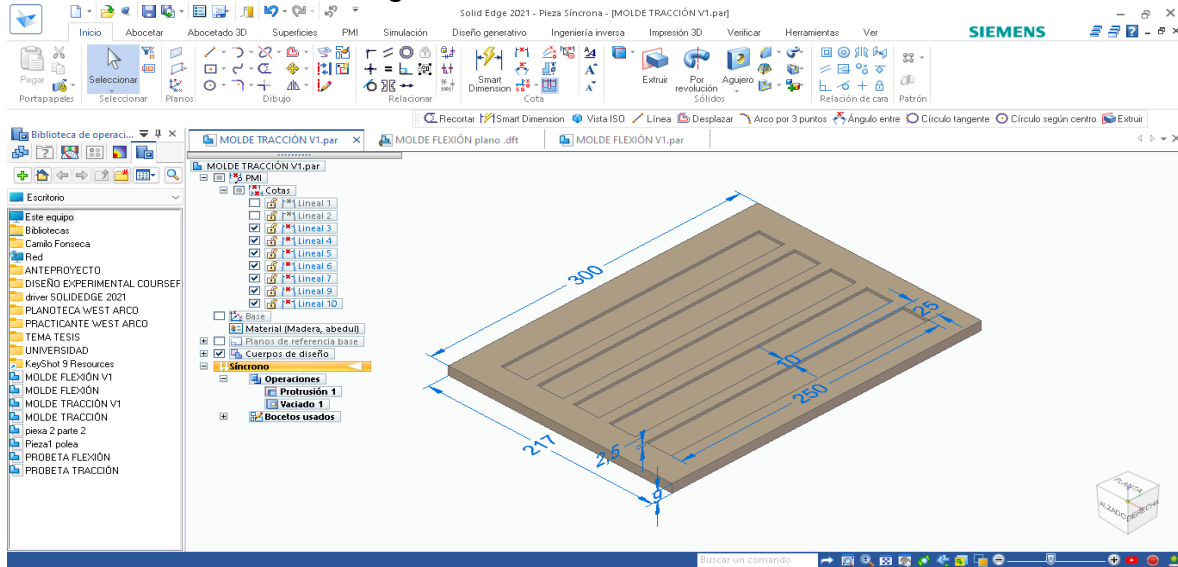 Solid Edge 2021 - Pieza Síncrona - [MOLDE TRACCIÓN V1.par]
Inicio Abocetar Abocetado 3D Superficies PMI Simulación Diseño generativo Ingeniería inversa Impresión 3D Verificar Herramientas Ver SIEMENS
Pegar Seleccionar Smart Dimension Extruir Por revolución Agujero
Portapapeles Seleccionar Planos Dibujo Relacionar Cota Sólidos Relación de cara Patrón
Recortar Smart Dimension Vista ISO Línea Desplazar Arco por 3 puntos Ángulo entre Círculo tangente Círculo según centro Extruir
Biblioteca de operaci...
MOLDE TRACCIÓN V1.par MOLDE FLEXIÓN plano .dft MOLDE FLEXIÓN V1.par
Escritorio
Este equipo
Bibliotecas
Camilo Fonseca
Red
ANTEPROYECTO
DISEÑO EXPERIMENTAL COURSEF
driver SOLIDEDGE 2021
PLANOTECA WEST ARCO
PRACTICANTE WEST ARCO
TEMA TESIS
UNIVERSIDAD
KeyShot 9 Resources
MOLDE FLEXIÓN V1
MOLDE FLEXIÓN
MOLDE TRACCIÓN V1
MOLDE TRACCIÓN
piexa 2 parte 2
Pieza1 polea
PROBETA FLEXIÓN
PROBETA TRACCIÓN
MOLDE TRACCIÓN V1.par
PMI
Cotas
Lineal 1
Lineal 2
Lineal 3
Lineal 4
Lineal 5
Lineal 6
Lineal 7
Lineal 9
Lineal 10
Base
Material (Madera, abedul)
Planos de referencia base
Cuerpos de diseño
Síncrono
Operaciones
Protrusión 1
Vaciado 1
Bocetos usados
300
25
10
250
217
2,5
9
PLANTA
ALZADO DERECHA
Buscar un comando